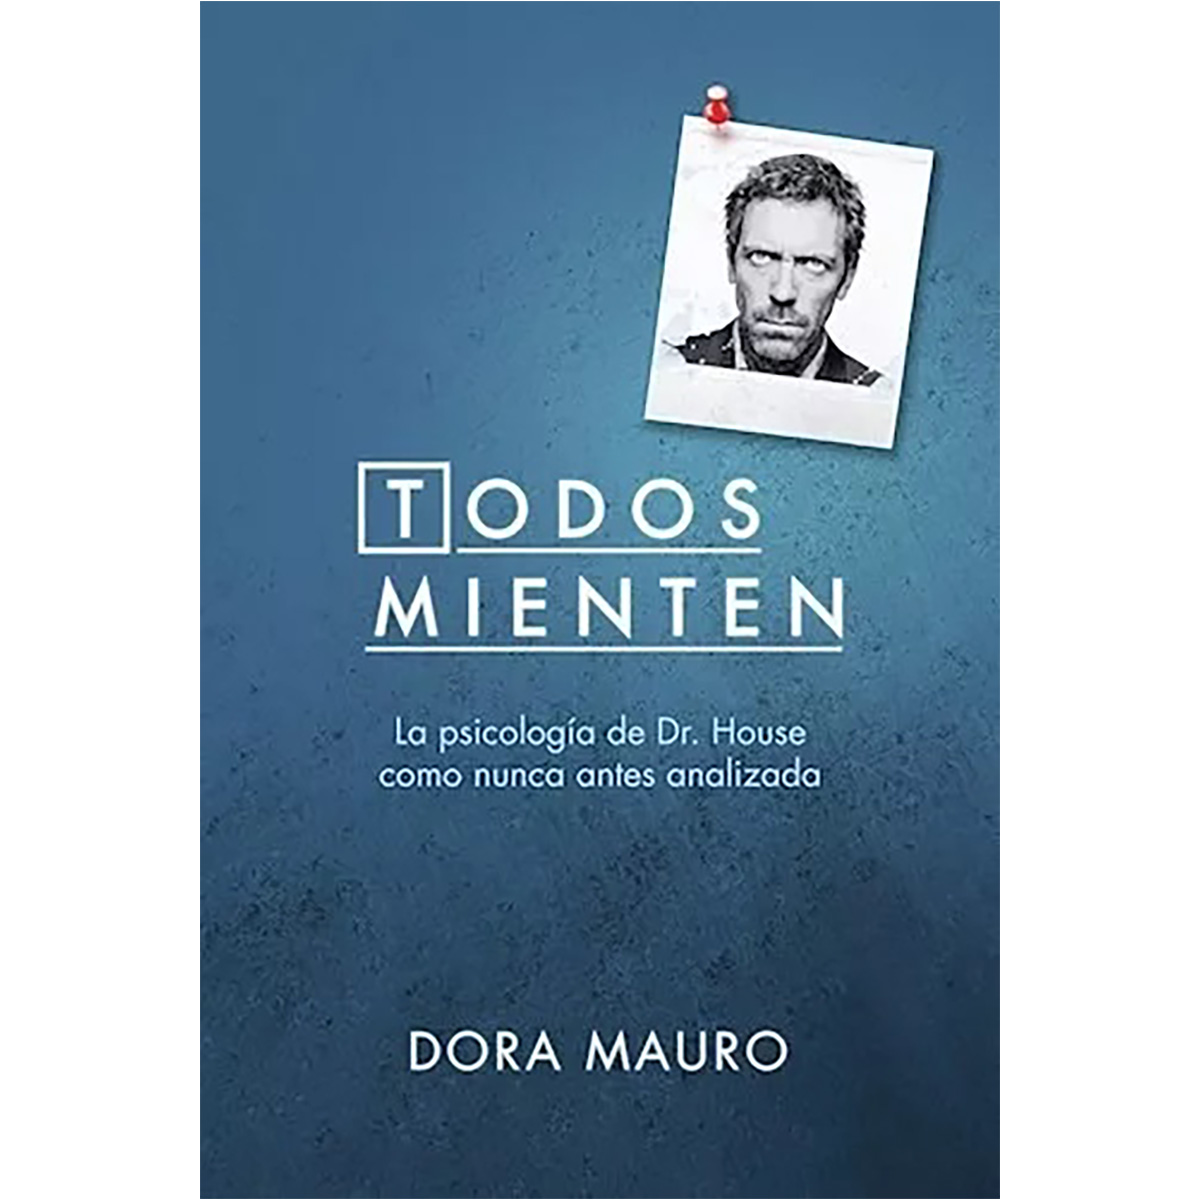 TODOS
MIENTEN
La psicología de Dr. House
como nunca antes analizada
DORA MAURO